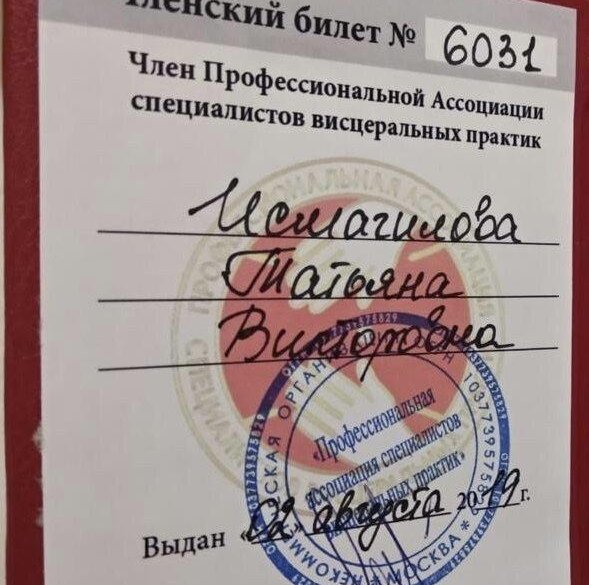 Членский билет № 6031
Член Профессиональной Ассоциации
специалистов висцеральных практик
Исмагилова
Татьяна
Викторовна
«Профессиональная
ассоциация специалистов
висцеральных практик»
МОСКВА *
Выдан «02» августа 2019 г.